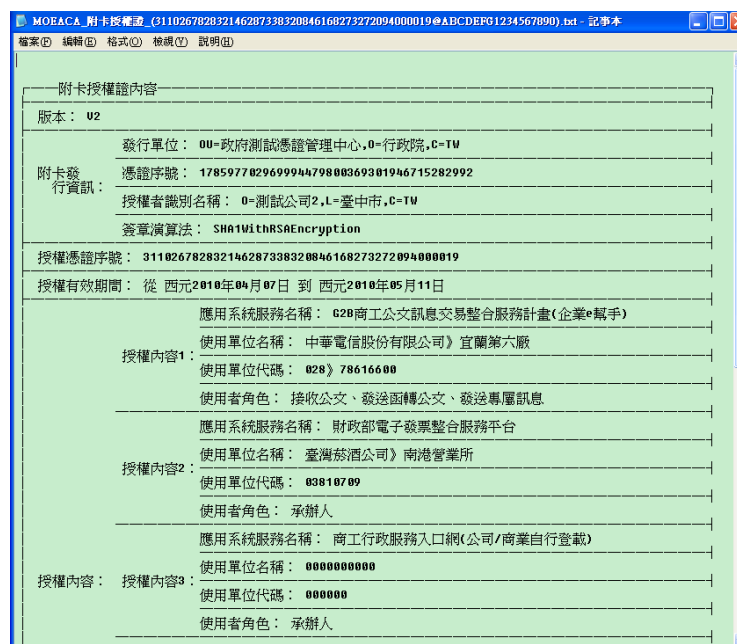 MOEACA_附卡授權證_(311026782832146287338320846168273272094000019@ABCDEFG1234567890).txt - 記事本
檔案(F) 編輯(E) 格式(O) 檢視(V) 說明(H)
附卡授權證內容
版本： V2
附卡發行資訊：
發行單位： OU=政府測試憑證管理中心,O=行政院,C=TW
憑證序號： 178597702969994479800369301946715282992
授權者識別名稱： O=測試公司2,L=臺中市,C=TW
簽章演算法： SHA1WithRSAEncryption
授權憑證序號： 311026782832146287338320846168273272094000019
授權有效期間： 從 西元2010年04月07日 到 西元2010年05月11日
授權內容：
授權內容1：
應用系統服務名稱： G2B商工公文訊息交易整合服務計畫(企業e幫手)
使用單位名稱： 中華電信股份有限公司》宜蘭第六廠
使用單位代碼： 028》78616600
使用者角色： 接收公文、發送函轉公文、發送專屬訊息
授權內容2：
應用系統服務名稱： 財政部電子發票整合服務平台
使用單位名稱： 臺灣菸酒公司》南港營業所
使用單位代碼： 03810709
使用者角色： 承辦人
授權內容3：
應用系統服務名稱： 商工行政服務入口網(公司/商業自行登載)
使用單位名稱： 0000000000
使用單位代碼： 000000
使用者角色： 承辦人